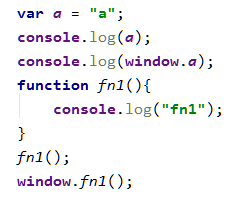 var a = "a";
console.log(a);
console.log(window.a);
function fn1(){
    console.log("fn1");
}
fn1();
window.fn1();